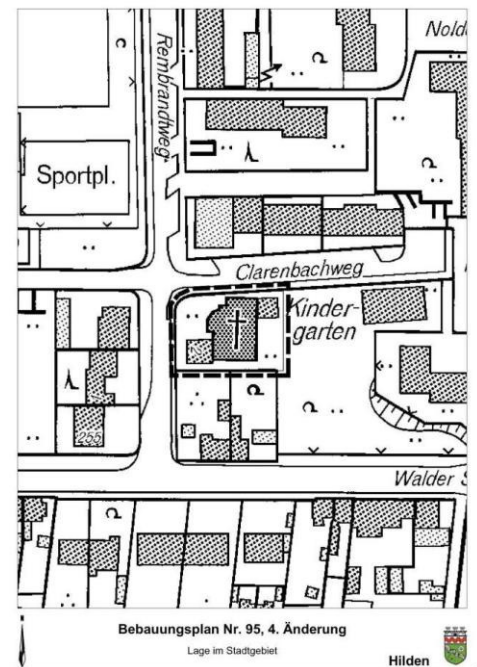 Nold
Rembrandtweg
Sportpl.
Clarenbachweg
Kinder-
garten
255
Walder S
Bebauungsplan Nr. 95, 4. Änderung
Lage im Stadtgebiet
Hilden